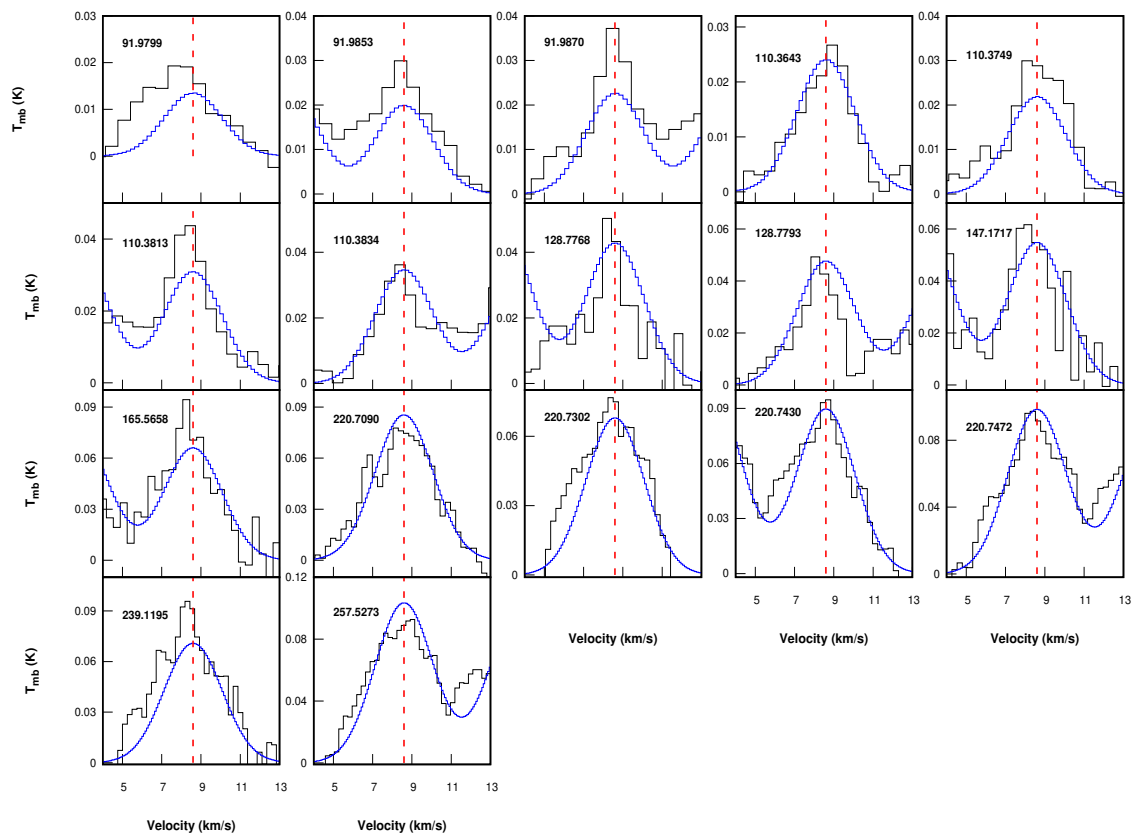 0.03 0.03 0.04 0.04
91.9799 91.9853 91.9870 110.3643 110.3749
T_mb (K) 0.015 0.02 0.03 0.03 0.03
0.02 0.02 0.02
0 0.01 0.01 0.01 0.01
0 0 0 0
110.3813 110.3834 128.7768 128.7793 147.1717
T_mb (K) 0.04 0.04 0.04 0.06 0.06
0.04 0.04
0.02 0.02 0.02 0.02 0.02
0 0 0 0 0
165.5658 220.7090 220.7302 220.7430 220.7472
T_mb (K) 0.09 0.09 0.06 0.09 0.08
0.06 0.06 0.06
0.03 0.03 0.03 0.03 0.04
0 0 0 0 0
0.12
239.1195 257.5273
5 7 9 11 13 5 7 9 11 13 5 7 9 11 13
Velocity (km/s) Velocity (km/s) Velocity (km/s)
T_mb (K) 0.09 0.08
0.06 0.04
0.03
0 0
5 7 9 11 13 5 7 9 11 13
Velocity (km/s) Velocity (km/s)